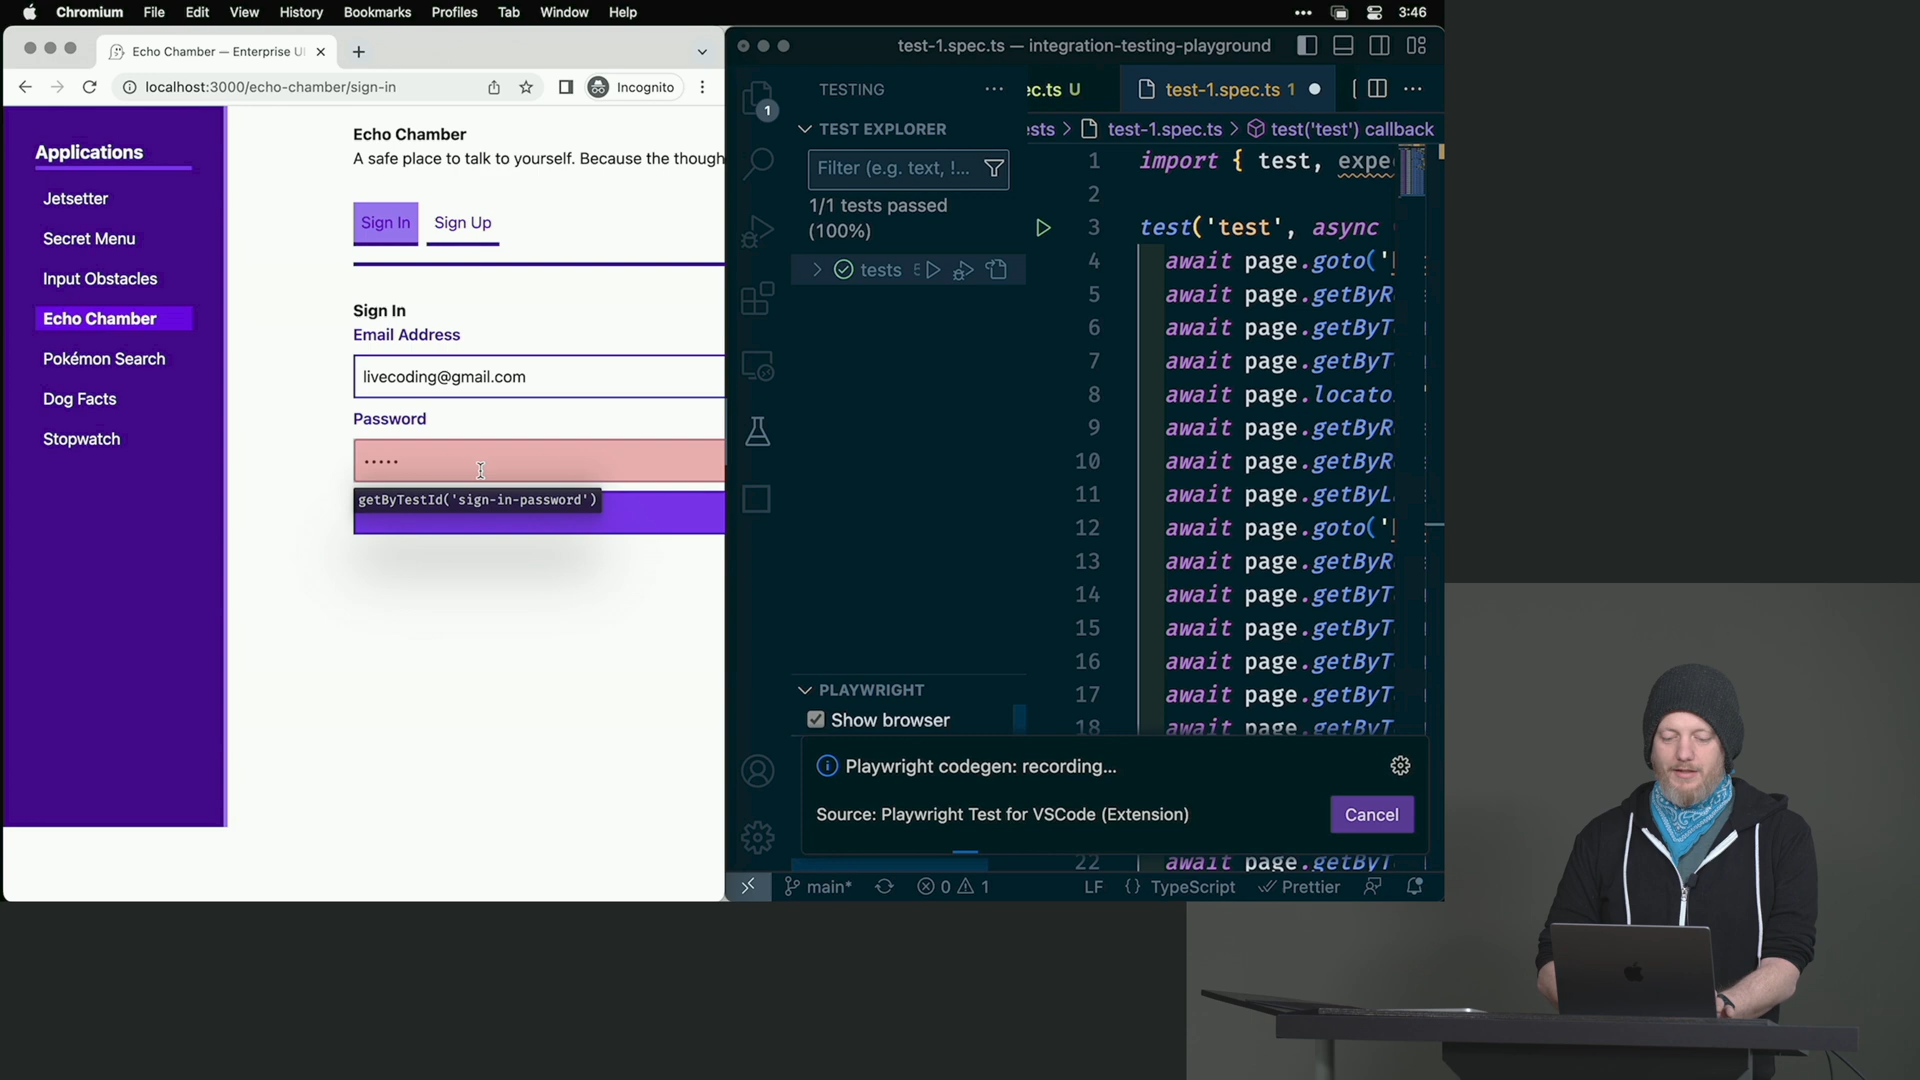 Chromium File Edit View History Bookmarks Profiles Tab Window Help 3:46
Echo Chamber — Enterprise UI
localhost:3000/echo-chamber/sign-in
Incognito
Applications
Jetsetter
Secret Menu
Input Obstacles
Echo Chamber
Pokémon Search
Dog Facts
Stopwatch
Echo Chamber
A safe place to talk to yourself. Because the though
Sign In Sign Up
Sign In
Email Address
livecoding@gmail.com
Password
•••••
getByTestId('sign-in-password')
test-1.spec.ts — integration-testing-playground
1
TESTING
ec.ts U
test-1.spec.ts 1
TEST EXPLORER
sts > test-1.spec.ts > test('test') callback
Filter (e.g. text, !...
1/1 tests passed
(100%)
tests
1 import { test, expe
2
3 test('test', async
4 await page.goto('
5 await page.getByR
6 await page.getByT
7 await page.getByT
8 await page.locato
9 await page.getByR
10 await page.getByR
11 await page.getByL
12 await page.goto('
13 await page.getByR
14 await page.getByT
15 await page.getByT
16 await page.getByT
17 await page.getByT
18 await page.getByT
22 await page.getByT
PLAYWRIGHT
Show browser
Playwright codegen: recording...
Source: Playwright Test for VSCode (Extension)
Cancel
main* 0 1 LF {} TypeScript Prettier